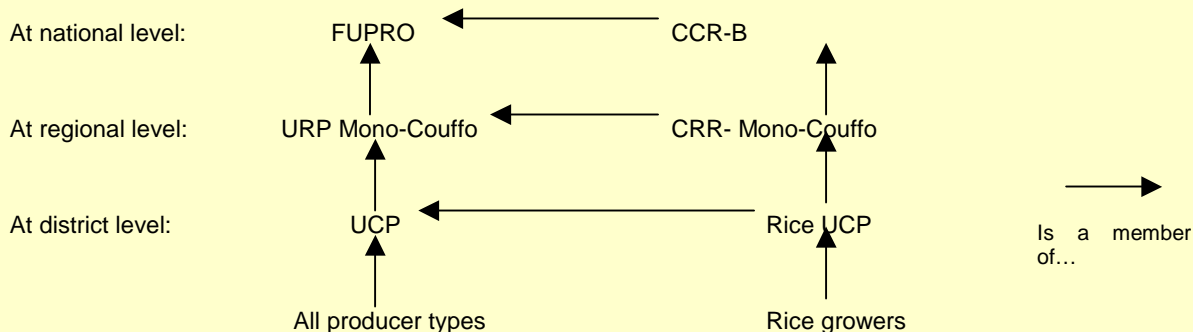 At national level: FUPRO CCR-B
At regional level: URP Mono-Couffo CRR- Mono-Couffo
At district level: UCP Rice UCP
Is a member
of…
All producer types Rice growers